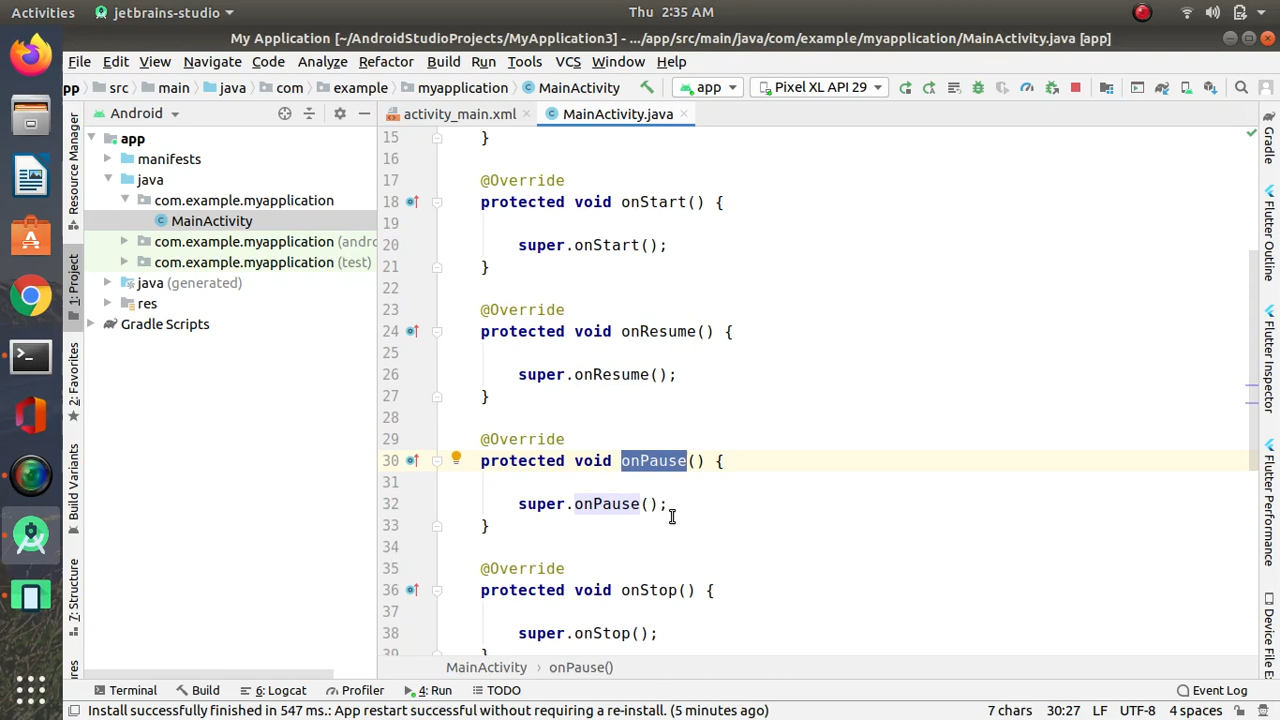 Activities jetbrains-studio Thu 2:35 AM
My Application [~/AndroidStudioProjects/MyApplication3] - .../app/src/main/java/com/example/myapplication/MainActivity.java [app]
File Edit View Navigate Code Analyze Refactor Build Run Tools VCS Window Help
pp src main java com example myapplication MainActivity app Pixel XL API 29
Android
activity_main.xml MainActivity.java
app
manifests
java
com.example.myapplication
MainActivity
com.example.myapplication (andro
com.example.myapplication (test)
java (generated)
res
Gradle Scripts
Resource Manager
1: Project
2: Favorites
Build Variants
7: Structure
res
15 }
16
17 @Override
18 protected void onStart() {
19
20 super.onStart();
21 }
22
23 @Override
24 protected void onResume() {
25
26 super.onResume();
27 }
28
29 @Override
30 protected void onPause() {
31
32 super.onPause();
33 }
34
35 @Override
36 protected void onStop() {
37
38 super.onStop();
39 }
Gradle
Flutter Outline
Flutter Inspector
Flutter Performance
Device File E
MainActivity onPause()
Terminal Build 6: Logcat Profiler 4: Run TODO Event Log
Install successfully finished in 547 ms.: App restart successful without requiring a re-install. (5 minutes ago) 7 chars 30:27 LF UTF-8 4 spaces